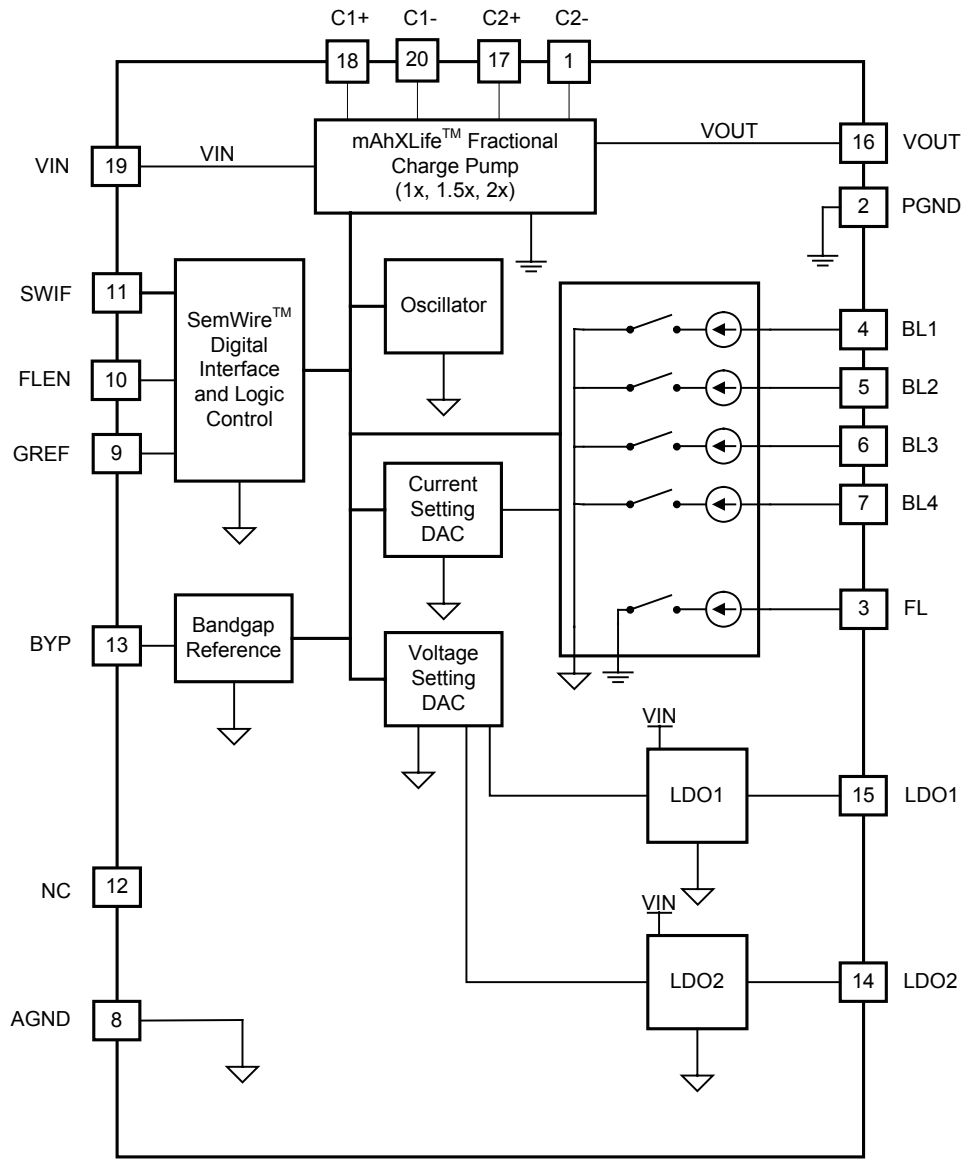 C1+ C1- C2+ C2-
18 20 17 1
mAhXLife™ Fractional
Charge Pump
(1x, 1.5x, 2x)
VIN 19 VIN
VOUT 16 VOUT
2 PGND
SWIF 11
FLEN 10
GREF 9
SemWire™
Digital
Interface
and Logic
Control
Oscillator
4 BL1
5 BL2
6 BL3
7 BL4
3 FL
Current
Setting
DAC
BYP 13
Bandgap
Reference
Voltage
Setting
DAC
VIN
LDO1
15 LDO1
NC 12
VIN
LDO2
14 LDO2
AGND 8